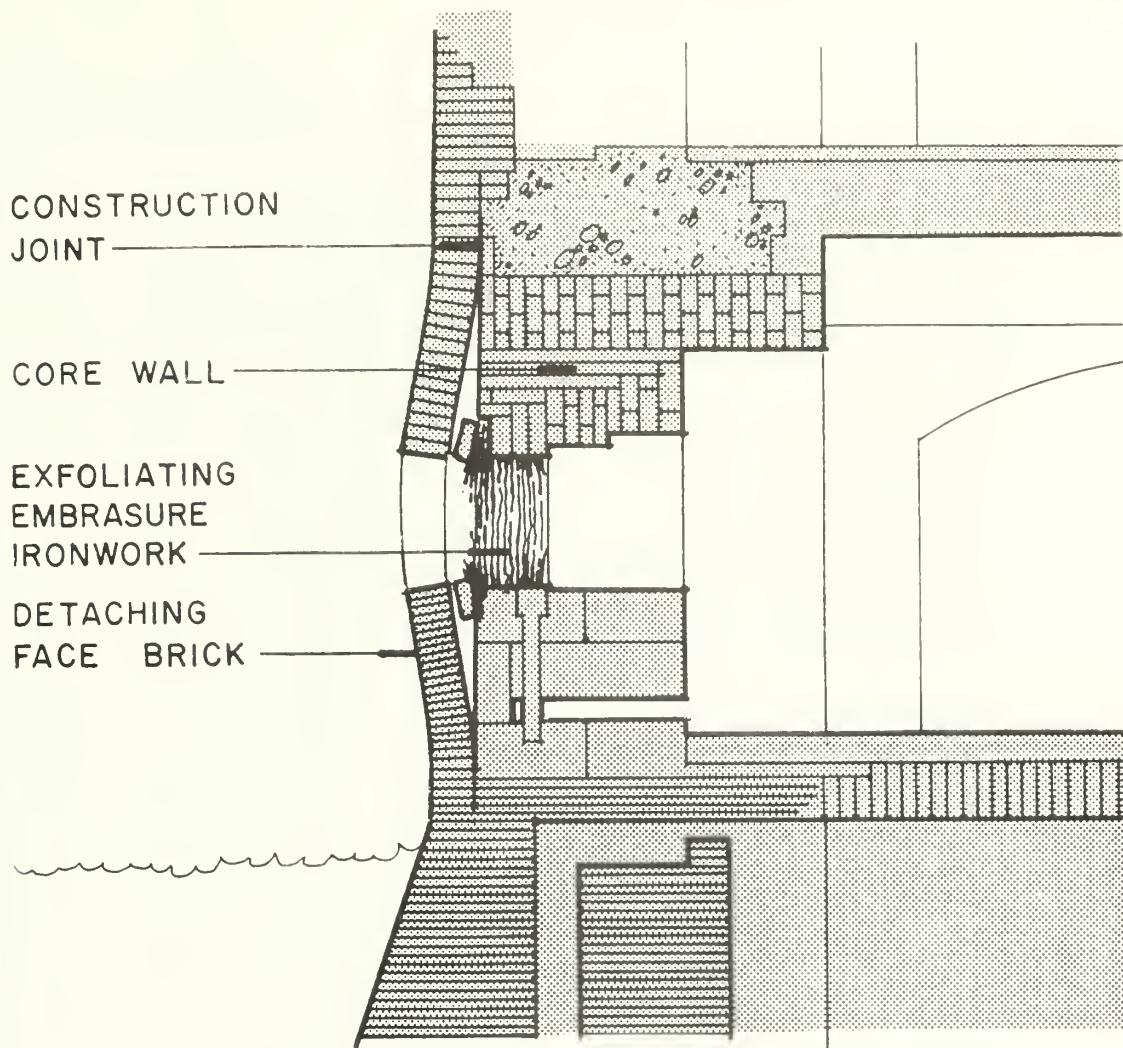 CONSTRUCTION
JOINT
CORE WALL
EXFOLIATING
EMBRASURE
IRONWORK
DETACHING
FACE BRICK